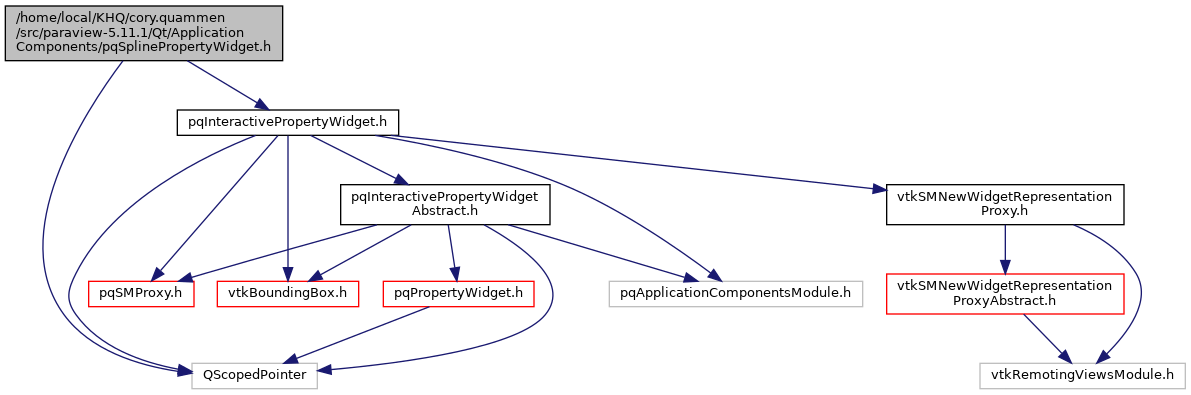 /home/local/KHQ/cory.quammen
/src/paraview-5.11.1/Qt/Application
Components/pqSplinePropertyWidget.h
pqInteractivePropertyWidget.h
pqInteractivePropertyWidget
Abstract.h
vtkSMNewWidgetRepresentation
Proxy.h
pqSMProxy.h
vtkBoundingBox.h
pqPropertyWidget.h
pqApplicationComponentsModule.h
vtkSMNewWidgetRepresentation
ProxyAbstract.h
QScopedPointer
vtkRemotingViewsModule.h